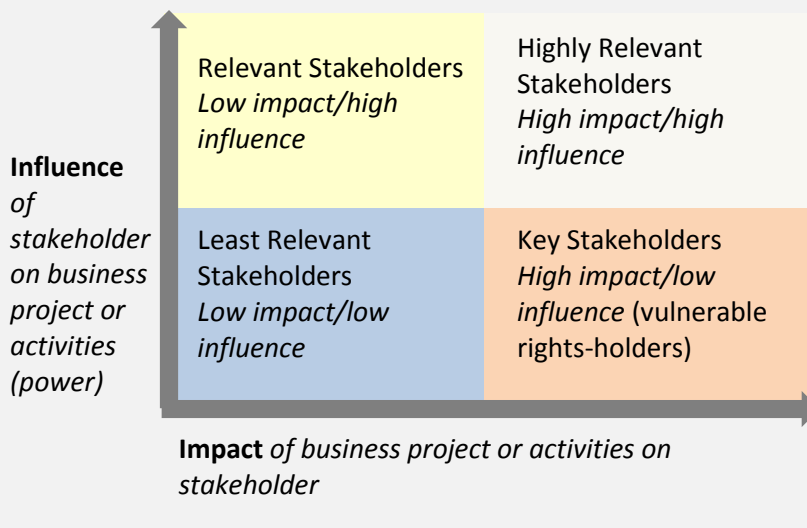 Relevant Stakeholders
Low impact/high
influence
Highly Relevant
Stakeholders
High impact/high
influence
Influence
of
stakeholder
on business
project or
activities
(power)
Least Relevant
Stakeholders
Low impact/low
influence
Key Stakeholders
High impact/low
influence (vulnerable
rights-holders)
Impact of business project or activities on
stakeholder